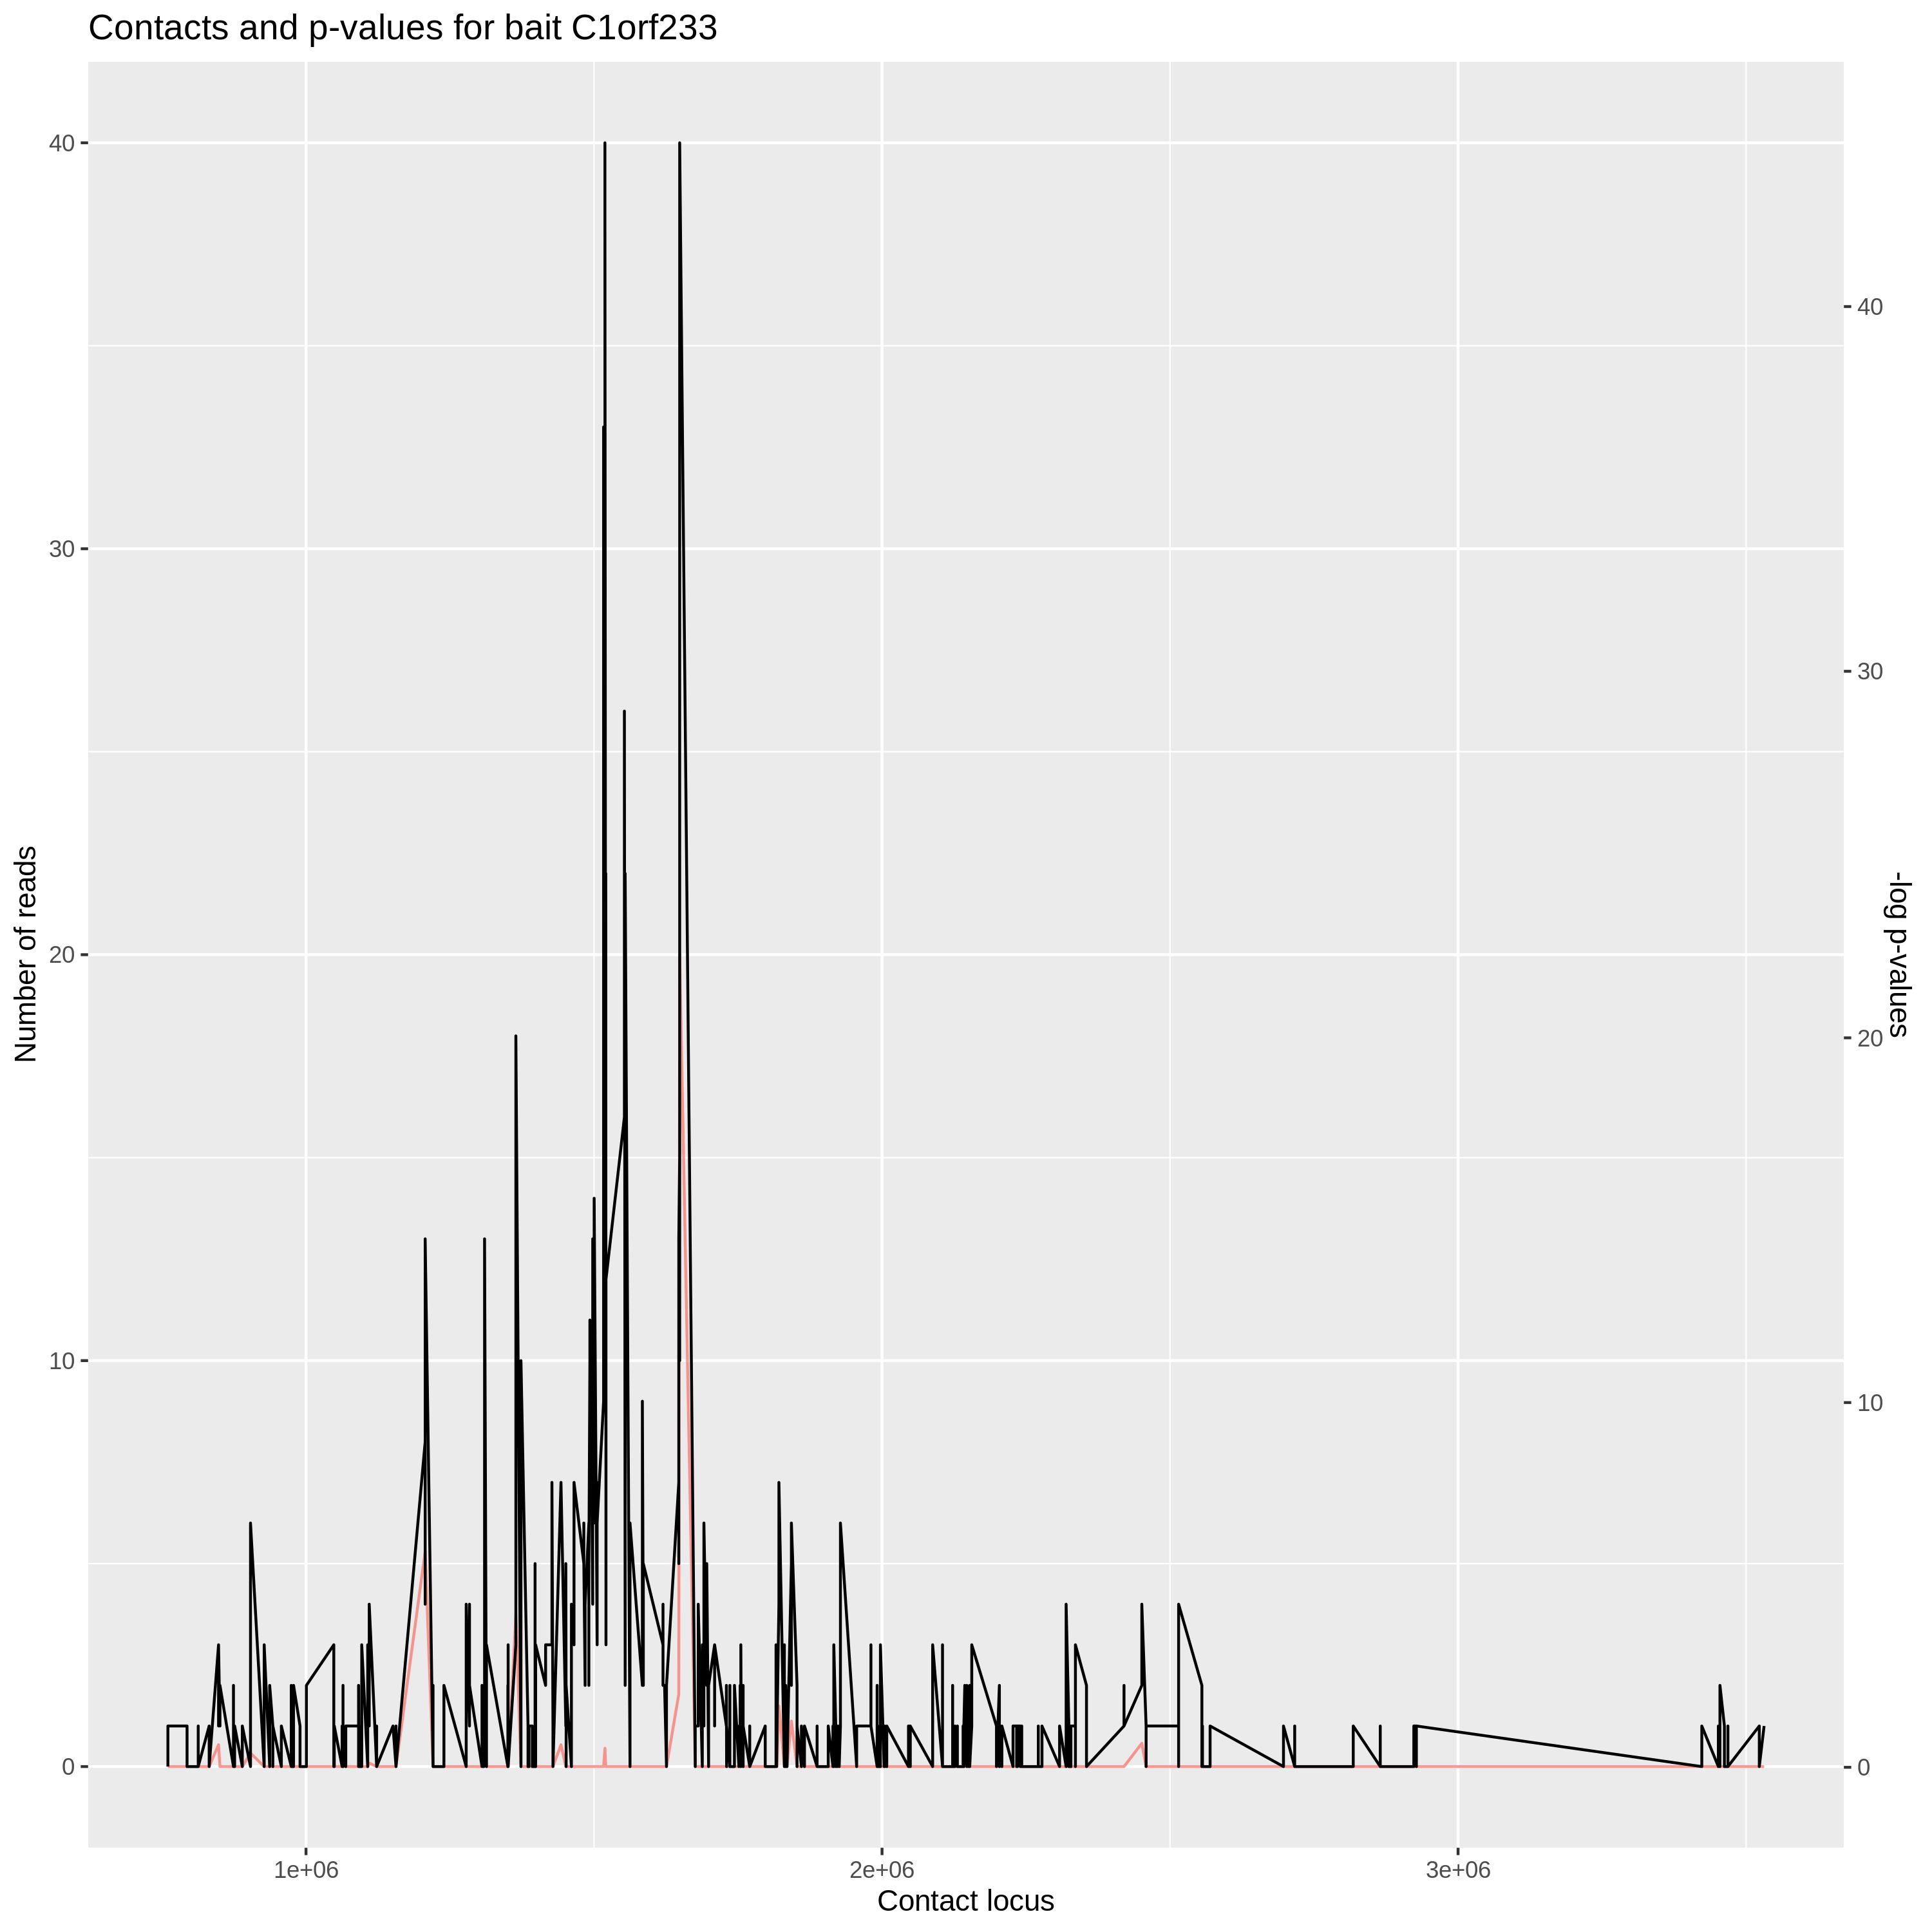 Contacts and p-values for bait C1orf233
40
30
20
10
0
Number of reads
40
30
20
10
0
-log p-values
1e+06
2e+06
3e+06
Contact locus